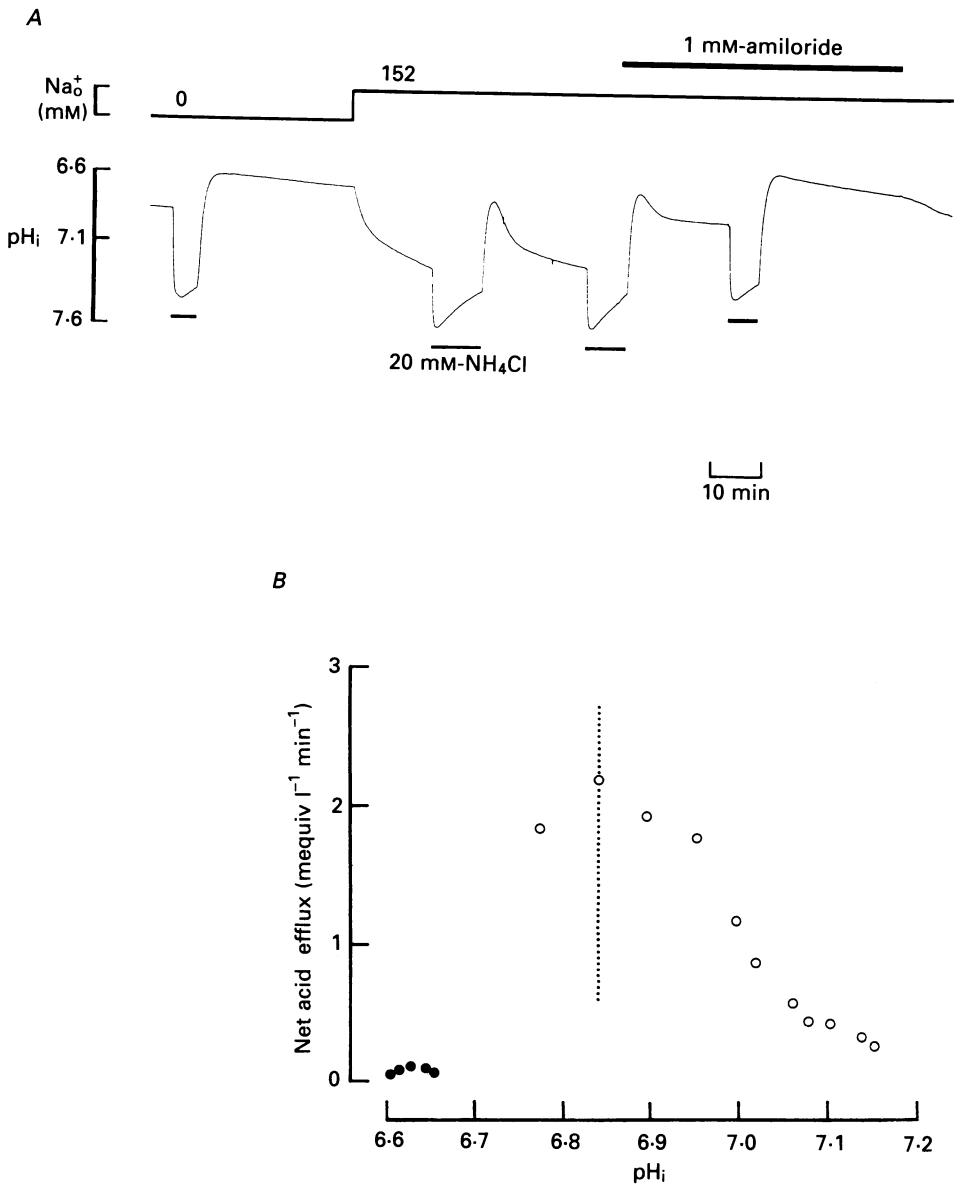 A
1 mM-amiloride
Na⁺ₒ
(mM)
0
152
6·6
pHᵢ
7·1
7·6
20 mM-NH₄Cl
10 min
B
Net acid efflux (mequiv l⁻¹ min⁻¹)
3
2
1
0
6·6 6·7 6·8 6·9 7·0 7·1 7·2
pHᵢ